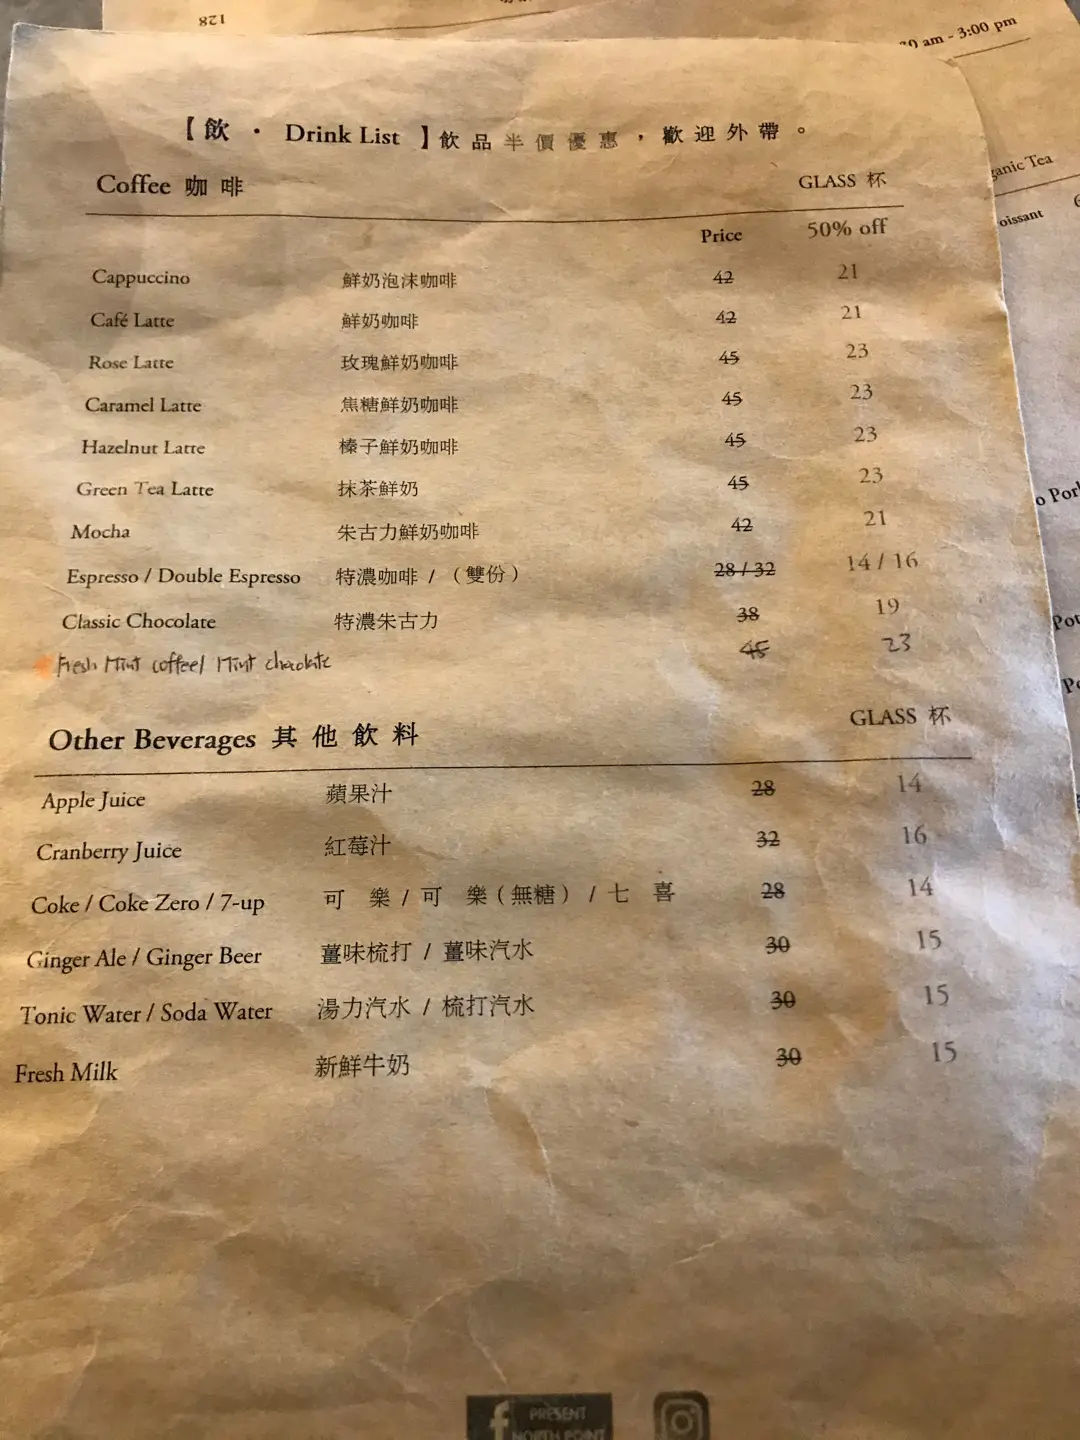 128
am - 3:00 pm
【飲 · Drink List】飲品半價優惠，歡迎外帶。
Coffee 咖啡 GLASS 杯
Price 50% off
Cappuccino 鮮奶泡沫咖啡 42 21
Café Latte 鮮奶咖啡 42 21
Rose Latte 玫瑰鮮奶咖啡 45 23
Caramel Latte 焦糖鮮奶咖啡 45 23
Hazelnut Latte 榛子鮮奶咖啡 45 23
Green Tea Latte 抹茶鮮奶 45 23
Mocha 朱古力鮮奶咖啡 42 21
Espresso / Double Espresso 特濃咖啡 / （雙份） 28 / 32 14 / 16
Classic Chocolate 特濃朱古力 38 19
Fresh Mint coffee/ Mint chocolate 45 23
Other Beverages 其他飲料 GLASS 杯
Apple Juice 蘋果汁 28 14
Cranberry Juice 紅莓汁 32 16
Coke / Coke Zero / 7-up 可樂 / 可樂（無糖） / 七喜 28 14
Ginger Ale / Ginger Beer 薑味梳打 / 薑味汽水 30 15
Tonic Water / Soda Water 湯力汽水 / 梳打汽水 30 15
Fresh Milk 新鮮牛奶 30 15
f PRESENT
NORTH POINT
Tea